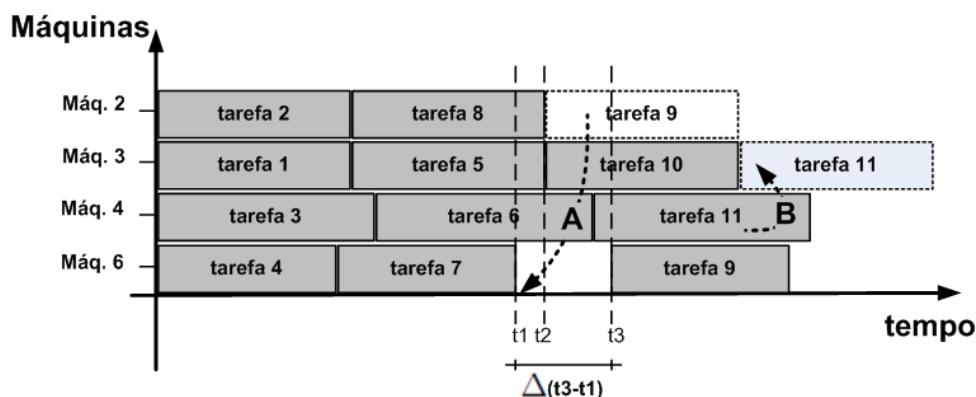 Máquinas
Máq. 2 tarefa 2 tarefa 8 tarefa 9
Máq. 3 tarefa 1 tarefa 5 tarefa 10 tarefa 11
Máq. 4 tarefa 3 tarefa 6 A tarefa 11 B
Máq. 6 tarefa 4 tarefa 7 tarefa 9
tempo
t1 t2 t3
Δ(t3-t1)